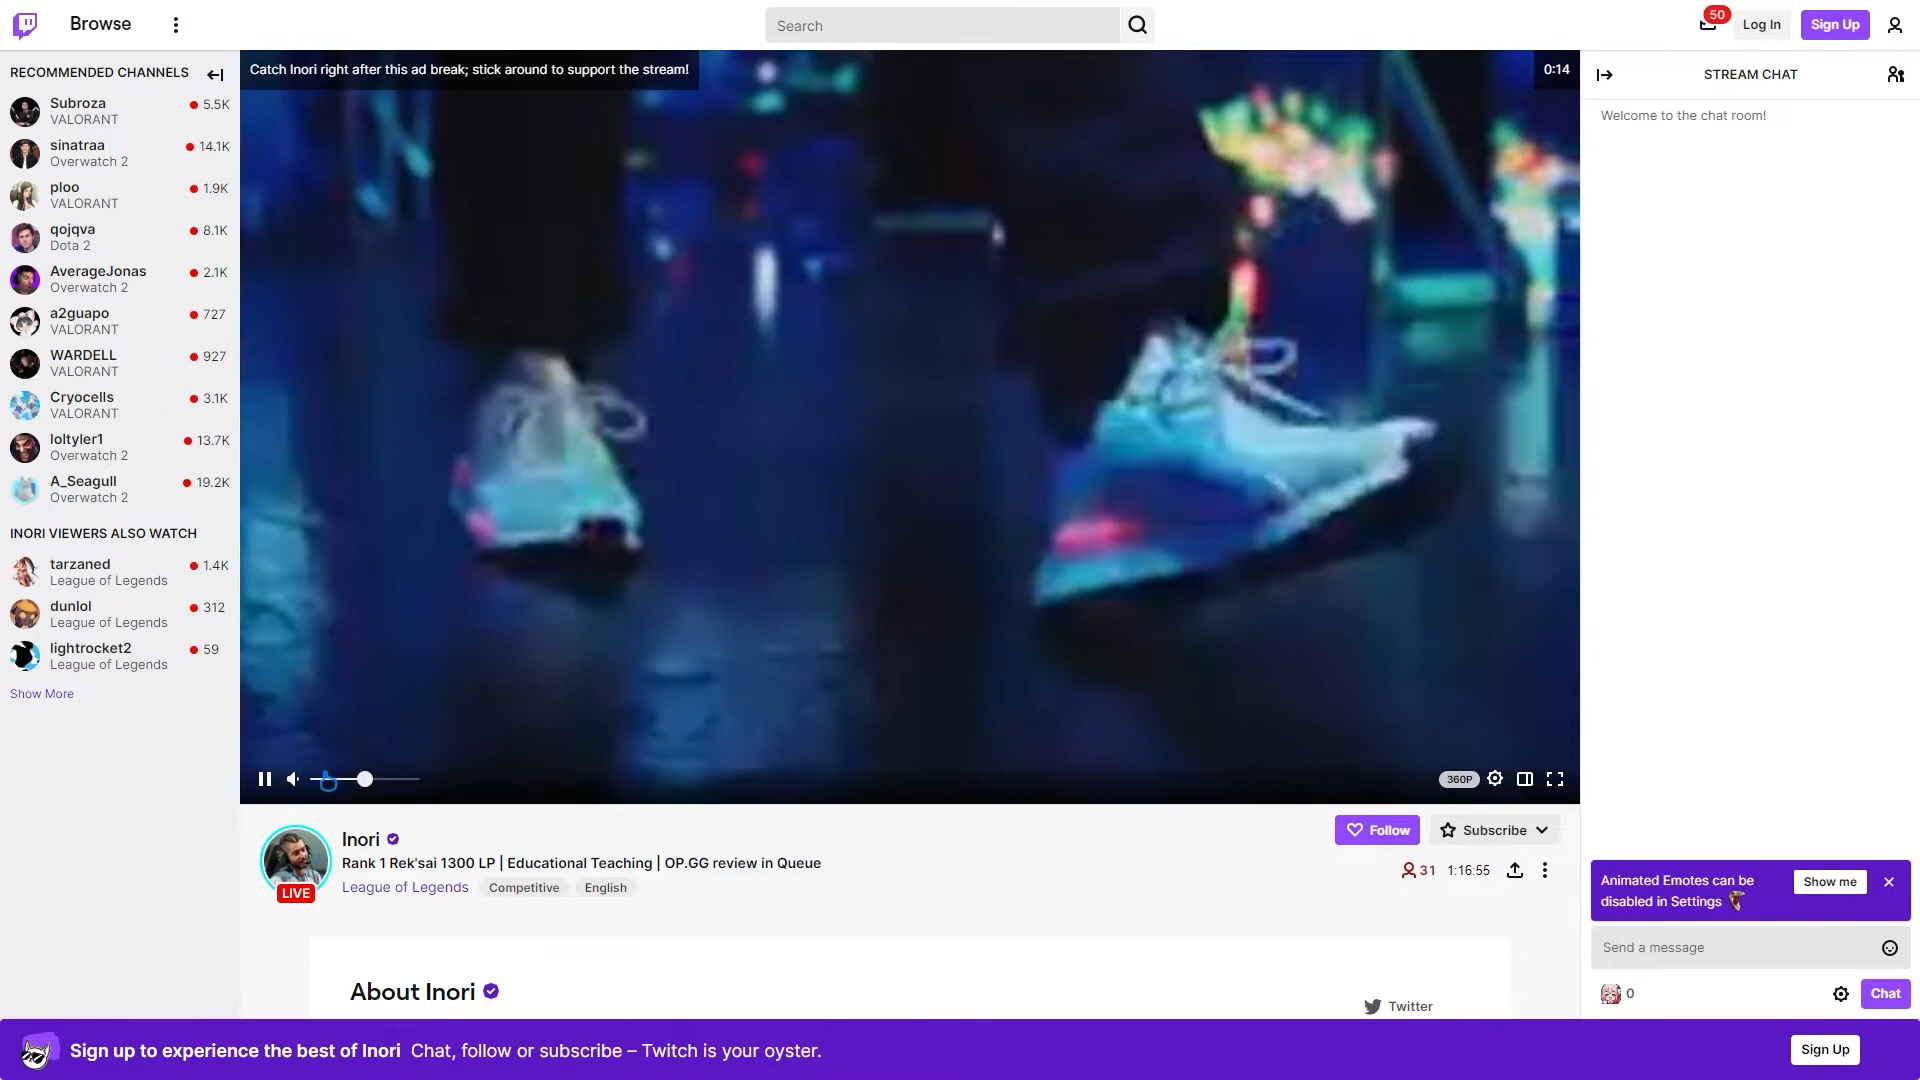 Browse
Search
50
Log In
Sign Up
RECOMMENDED CHANNELS
Subroza
5.5K
VALORANT
sinatraa
14.1K
Overwatch 2
ploo
1.9K
VALORANT
qojqva
8.1K
Dota 2
AverageJonas
2.1K
Overwatch 2
a2guapo
727
VALORANT
WARDELL
927
VALORANT
Cryocells
3.1K
VALORANT
loltyler1
13.7K
Overwatch 2
A_Seagull
19.2K
Overwatch 2
INORI VIEWERS ALSO WATCH
tarzaned
1.4K
League of Legends
dunlol
312
League of Legends
lightrocket2
59
League of Legends
Show More
Catch Inori right after this ad break; stick around to support the stream!
0:14
360P
Inori
Rank 1 Rek'sai 1300 LP | Educational Teaching | OP.GG review in Queue
League of Legends
Competitive
English
LIVE
Follow
Subscribe
31
1:16:55
About Inori
Twitter
STREAM CHAT
Welcome to the chat room!
Animated Emotes can be
disabled in Settings
Show me
Send a message
0
Chat
Sign up to experience the best of Inori
Chat, follow or subscribe – Twitch is your oyster.
Sign Up